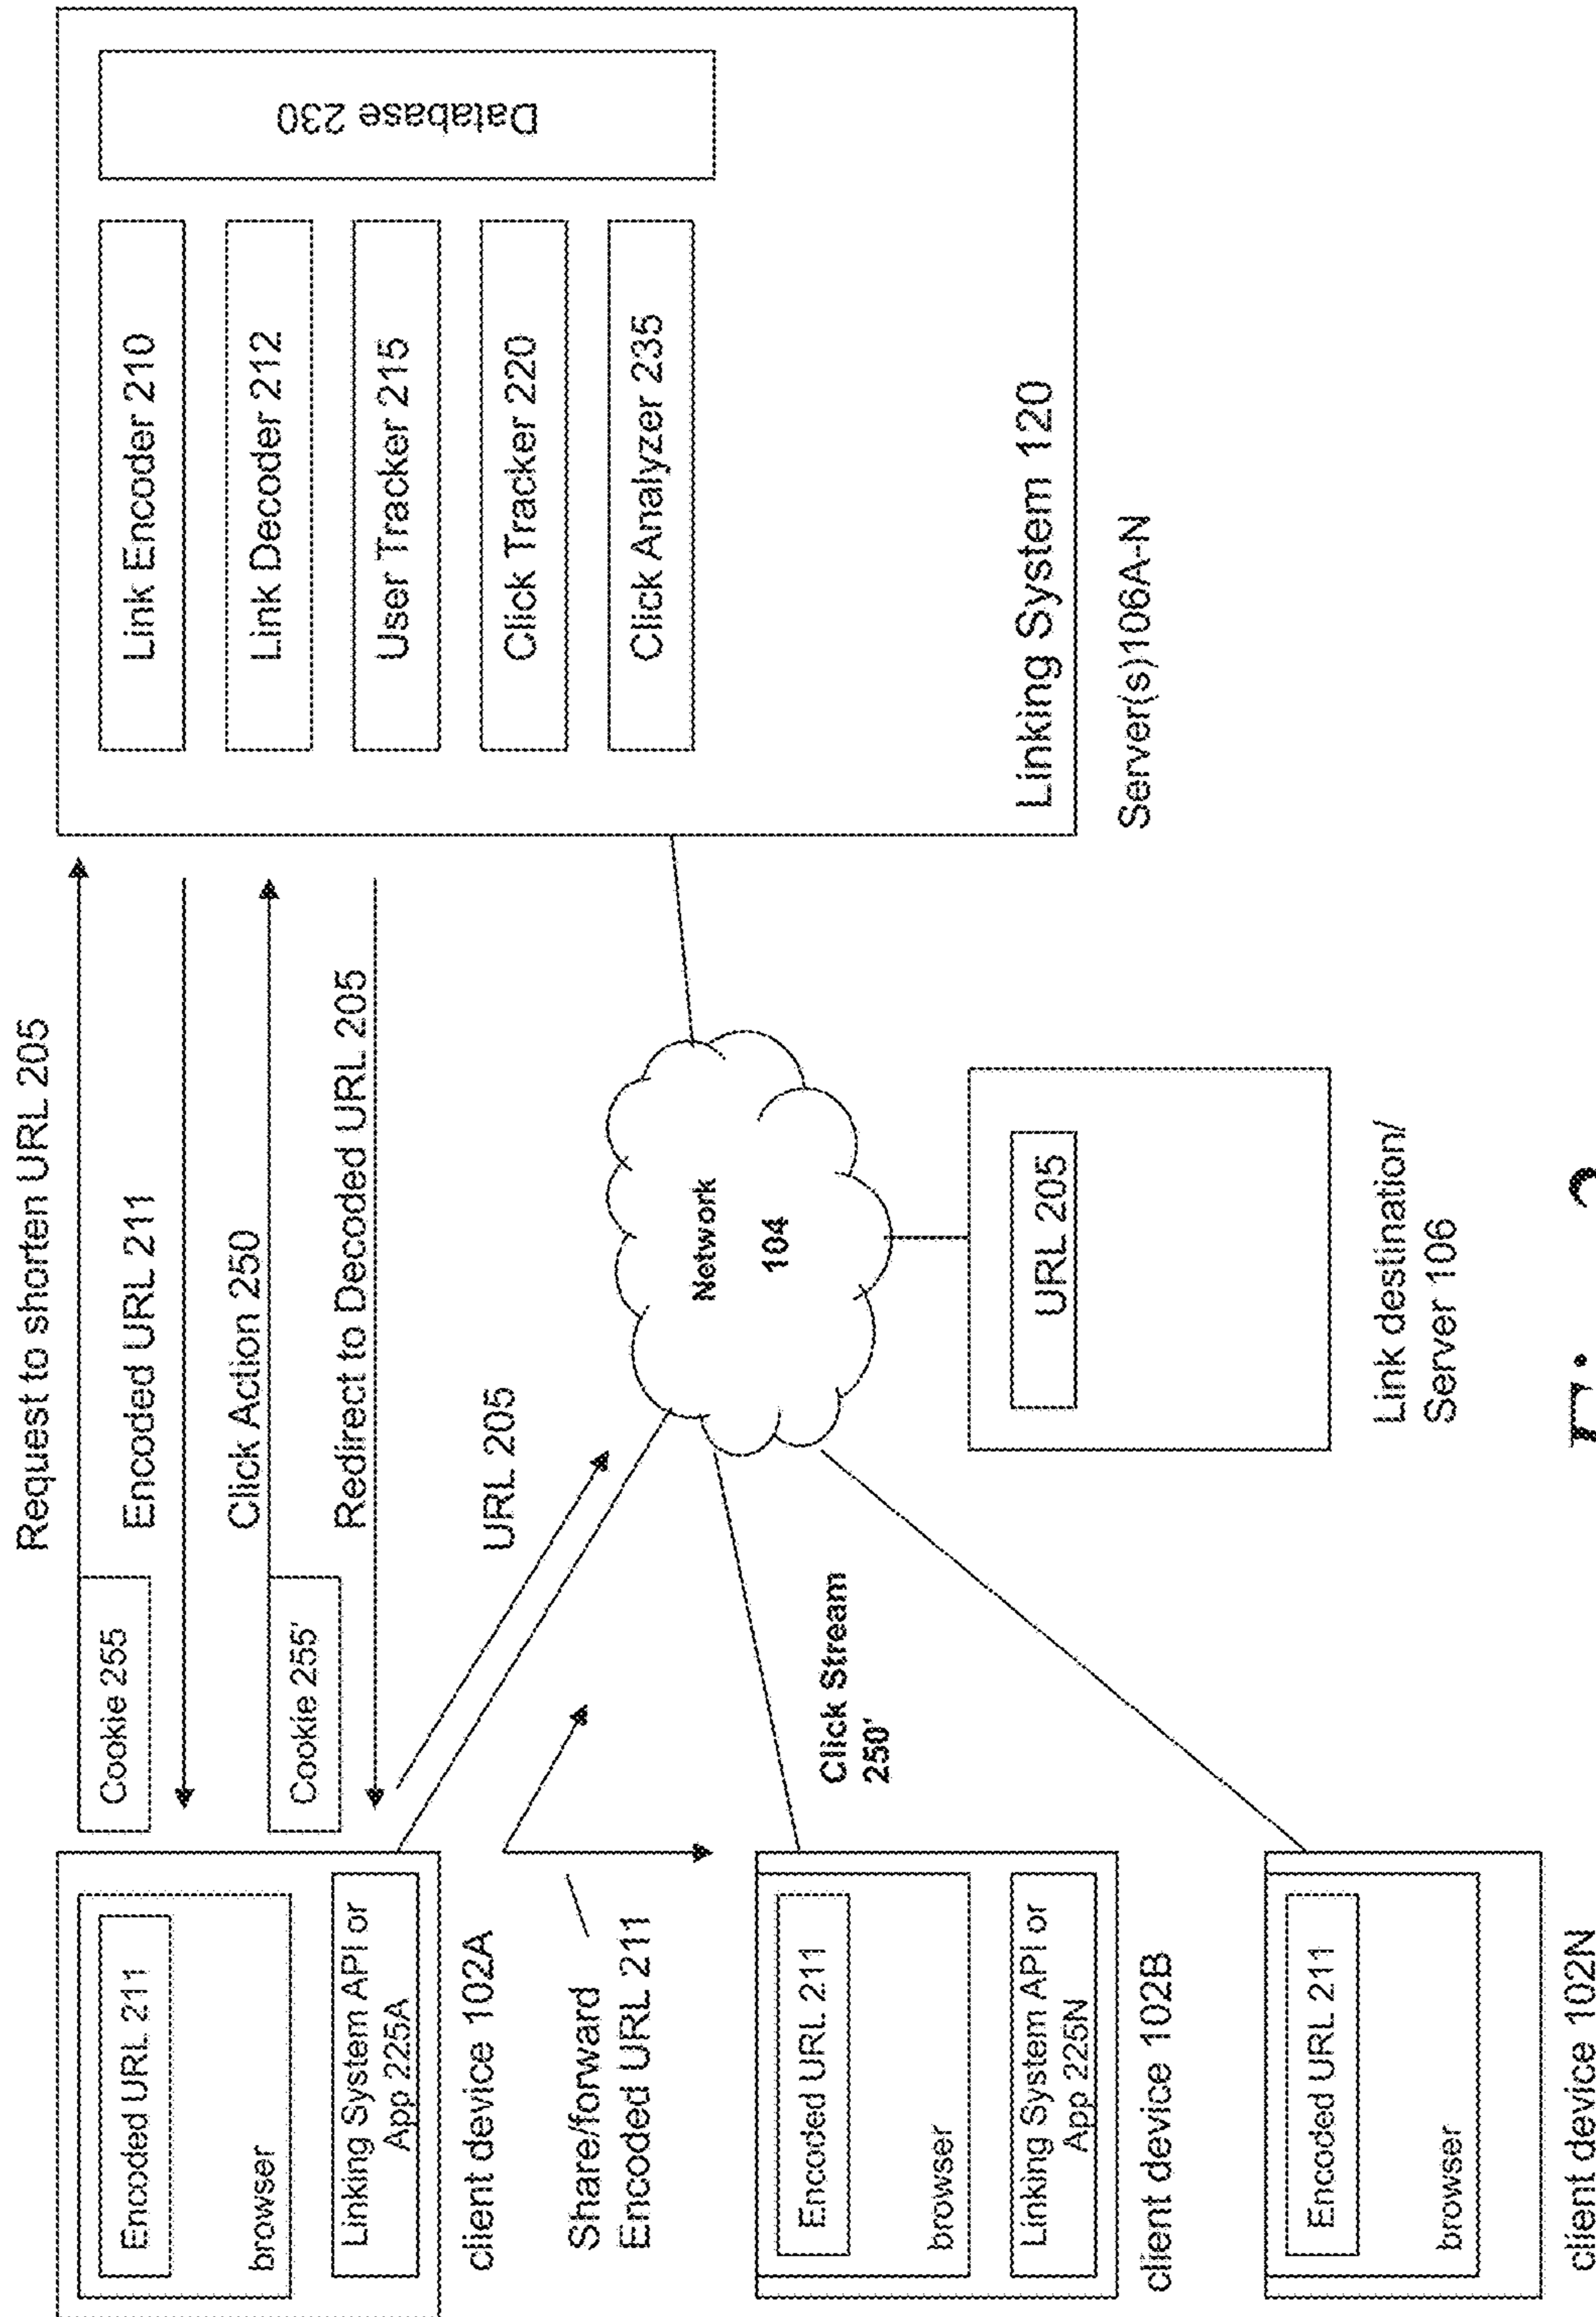 Request to shorten URL 205
Cookie 255
Encoded URL 211
Click Action 250
Cookie 255'
Redirect to Decoded URL 205
URL 205
Encoded URL 211
browser
Linking System API or
App 225A
client device 102A
Share/forward
Encoded URL 211
Click Stream
250'
Encoded URL 211
browser
Linking System API or
App 225N
client device 102B
Encoded URL 211
browser
client device 102N
Network
104
URL 205
Link destination/
Server 106
Link Encoder 210
Link Decoder 212
User Tracker 215
Click Tracker 220
Click Analyzer 235
Database 230
Linking System 120
Server(s)106A-N